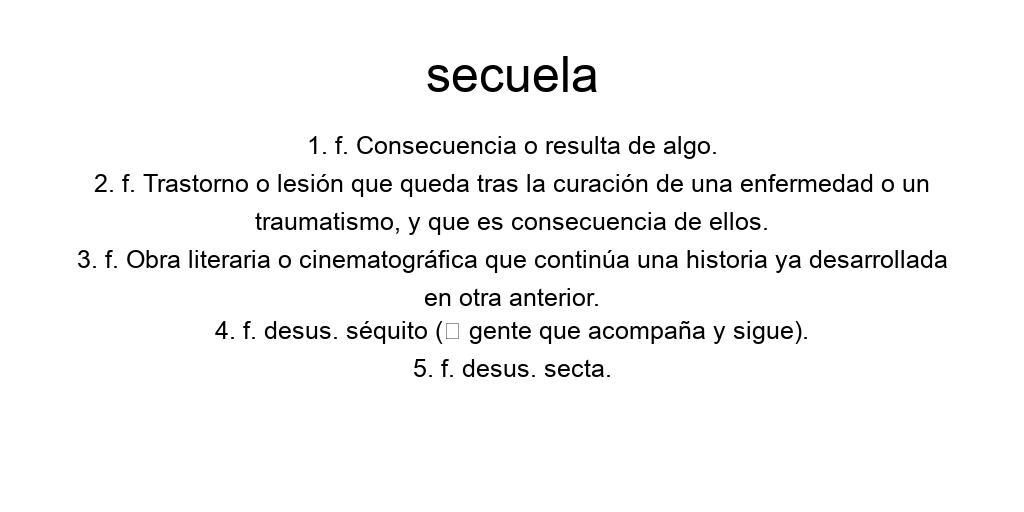 secuela
1. f. Consecuencia o resulta de algo.
2. f. Trastorno o lesión que queda tras la curación de una enfermedad o un
traumatismo, y que es consecuencia de ellos.
3. f. Obra literaria o cinematográfica que continúa una historia ya desarrollada
en otra anterior.
4. f. desus. séquito (□ gente que acompaña y sigue).
5. f. desus. secta.